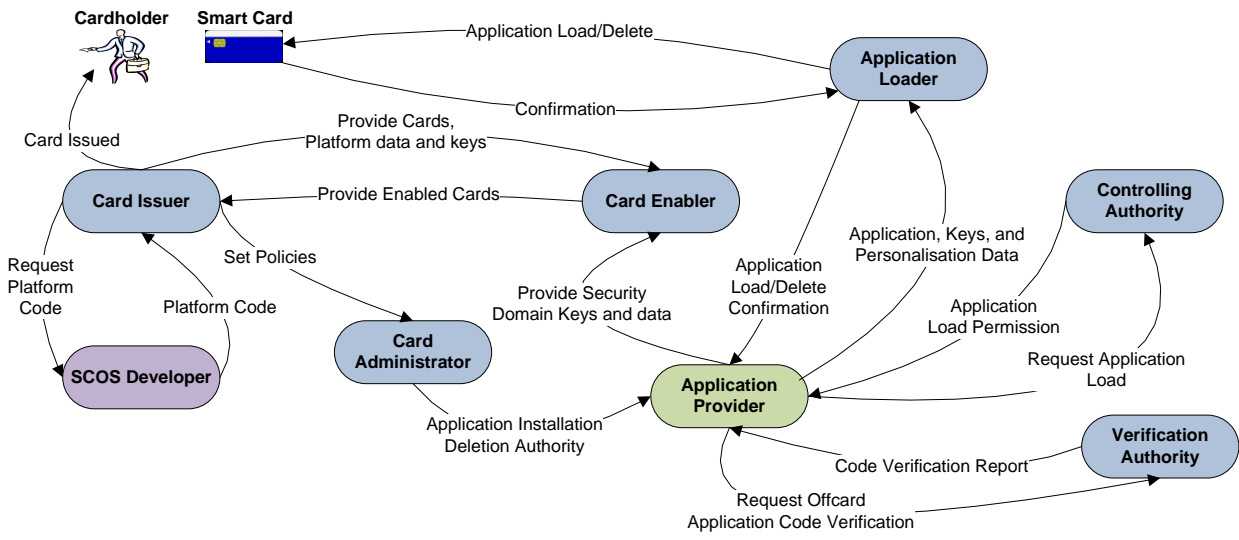 Cardholder
Smart Card
Application Load/Delete
Application
Loader
Confirmation
Card Issued
Provide Cards,
Platform data and keys
Card Issuer
Provide Enabled Cards
Card Enabler
Controlling
Authority
Request
Platform
Code
Set Policies
Platform Code
Provide Security
Domain Keys and data
Application
Load/Delete
Confirmation
Application, Keys, and
Personalisation Data
Application
Load Permission
SCOS Developer
Card
Administrator
Application
Provider
Request Application
Load
Application Installation
Deletion Authority
Verification
Authority
Code Verification Report
Request Offcard
Application Code Verification